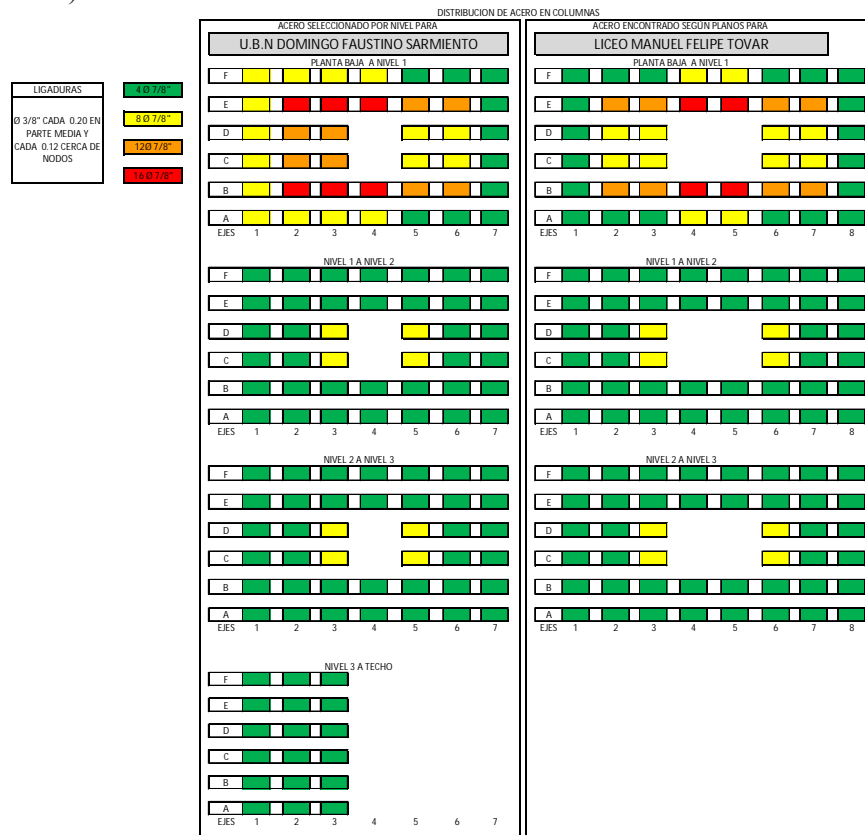 DISTRIBUCION DE ACERO EN COLUMNAS
ACERO SELECCIONADO POR NIVEL PARA
U.B.N DOMINGO FAUSTINO SARMIENTO
PLANTA BAJA A NIVEL 1
F
E
D
C
B
A
EJES 1 2 3 4 5 6 7
NIVEL 1 A NIVEL 2
F
E
D
C
B
A
EJES 1 2 3 4 5 6 7
NIVEL 2 A NIVEL 3
F
E
D
C
B
A
EJES 1 2 3 4 5 6 7
NIVEL 3 A TECHO
F
E
D
C
B
A
EJES 1 2 3 4 5 6 7
ACERO ENCONTRADO SEGÚN PLANOS PARA
LICEO MANUEL FELIPE TOVAR
PLANTA BAJA A NIVEL 1
F
E
D
C
B
A
EJES 1 2 3 4 5 6 7 8
NIVEL 1 A NIVEL 2
F
E
D
C
B
A
EJES 1 2 3 4 5 6 7 8
NIVEL 2 A NIVEL 3
F
E
D
C
B
A
EJES 1 2 3 4 5 6 7 8
LIGADURAS
Ø 3/8" CADA 0.20 EN
PARTE MEDIA Y
CADA 0.12 CERCA DE
NODOS
4 Ø 7/8"
8 Ø 7/8"
12Ø 7/8"
16 Ø 7/8"